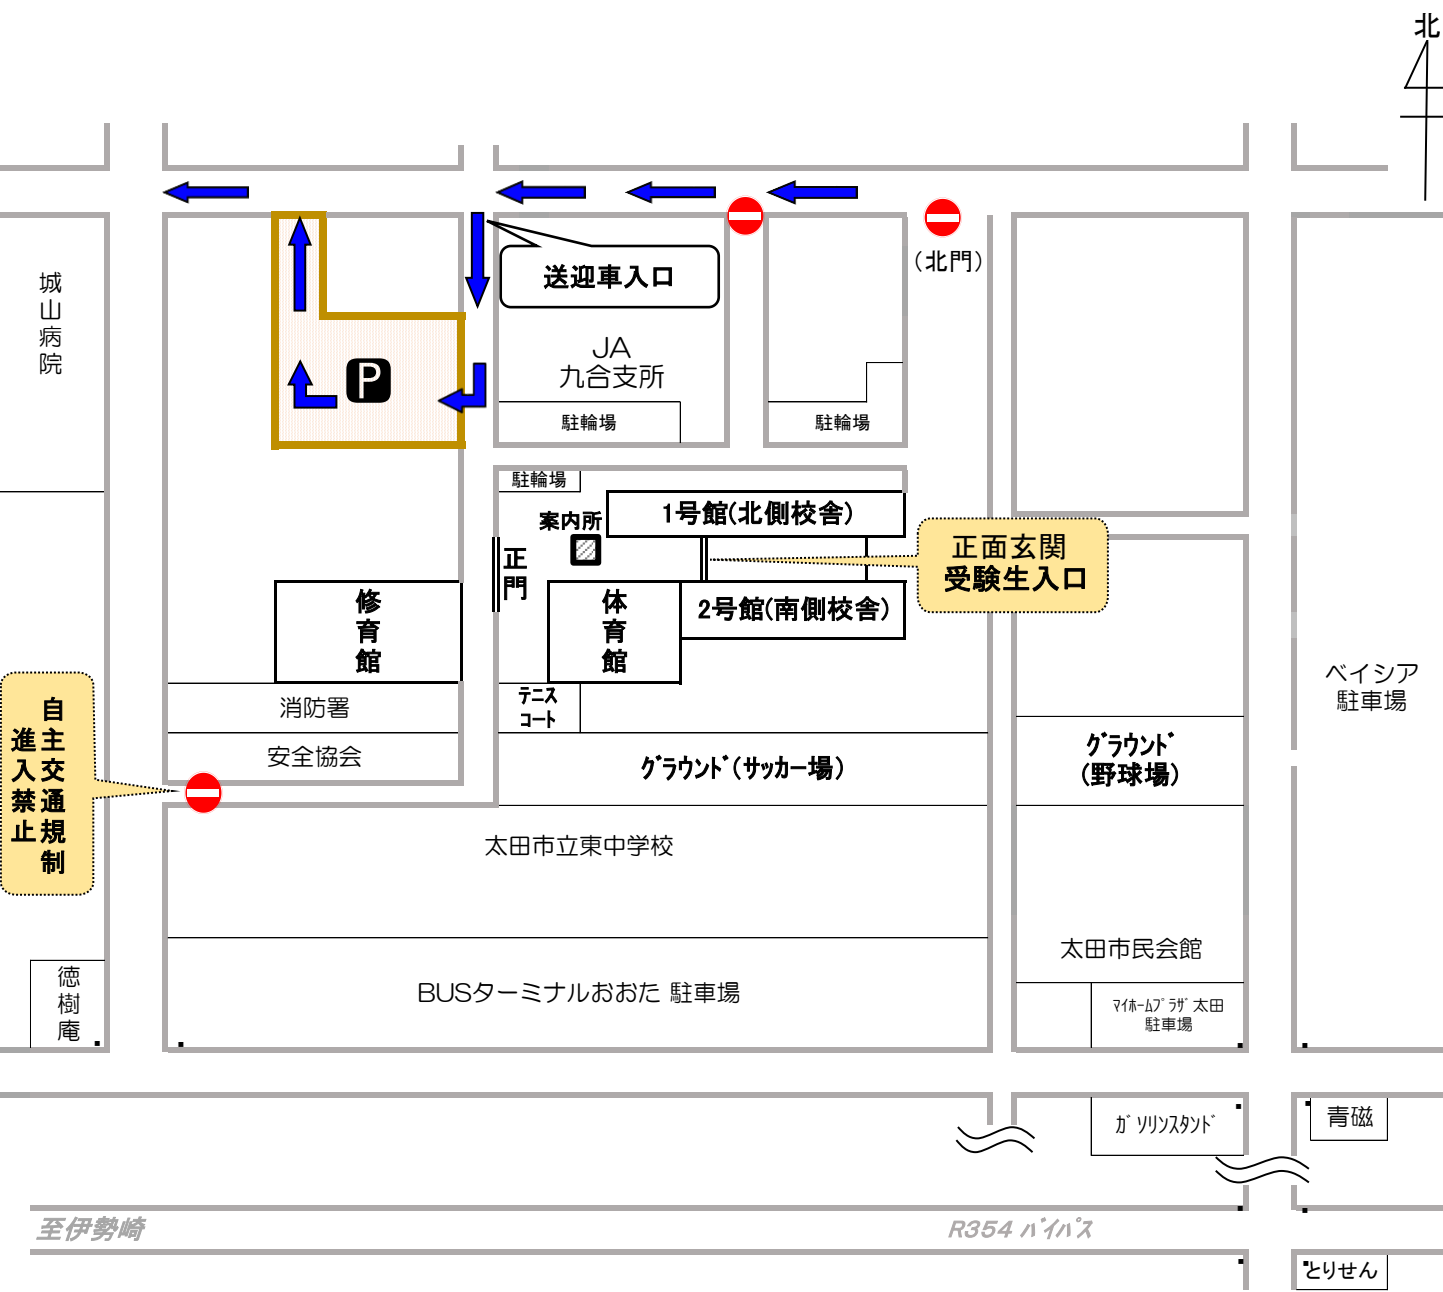 北
送迎車入口
(北門)
城山病院
JA
九合支所
P
駐輪場
駐輪場
駐輪場
1号館(北側校舎)
案内所
正面玄関
受験生入口
正門
修育館
体育館
2号館(南側校舎)
ベイシア
駐車場
消防署
テニス
コート
自主交通規制
進入禁止
安全協会
グラウンド(サッカー場)
グラウンド
(野球場)
太田市立東中学校
太田市民会館
徳樹庵
BUSターミナルおおた 駐車場
マイホームプラザ太田
駐車場
ガソリンスタンド
青磁
至伊勢崎
R354 バイパス
とりせん